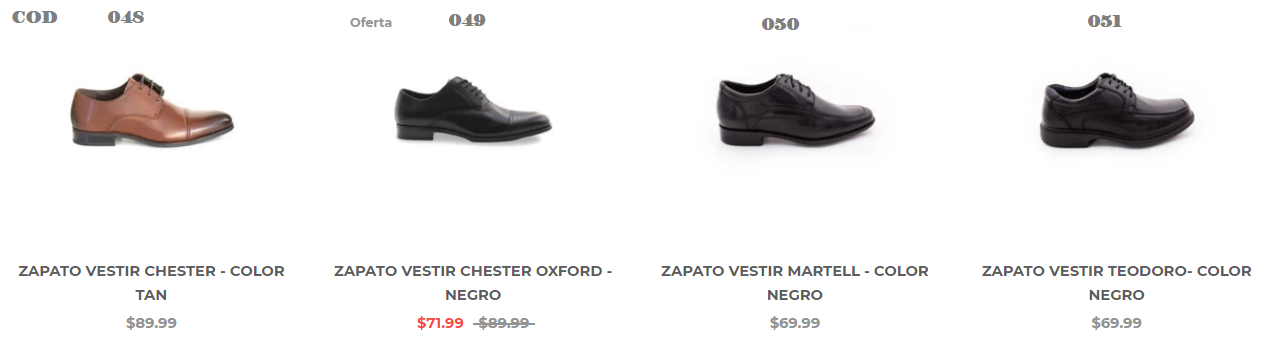 COD 048
Oferta 049
050
051
ZAPATO VESTIR CHESTER - COLOR
TAN
$89.99
ZAPATO VESTIR CHESTER OXFORD -
NEGRO
$71.99 $89.99
ZAPATO VESTIR MARTELL - COLOR
NEGRO
$69.99
ZAPATO VESTIR TEODORO- COLOR
NEGRO
$69.99